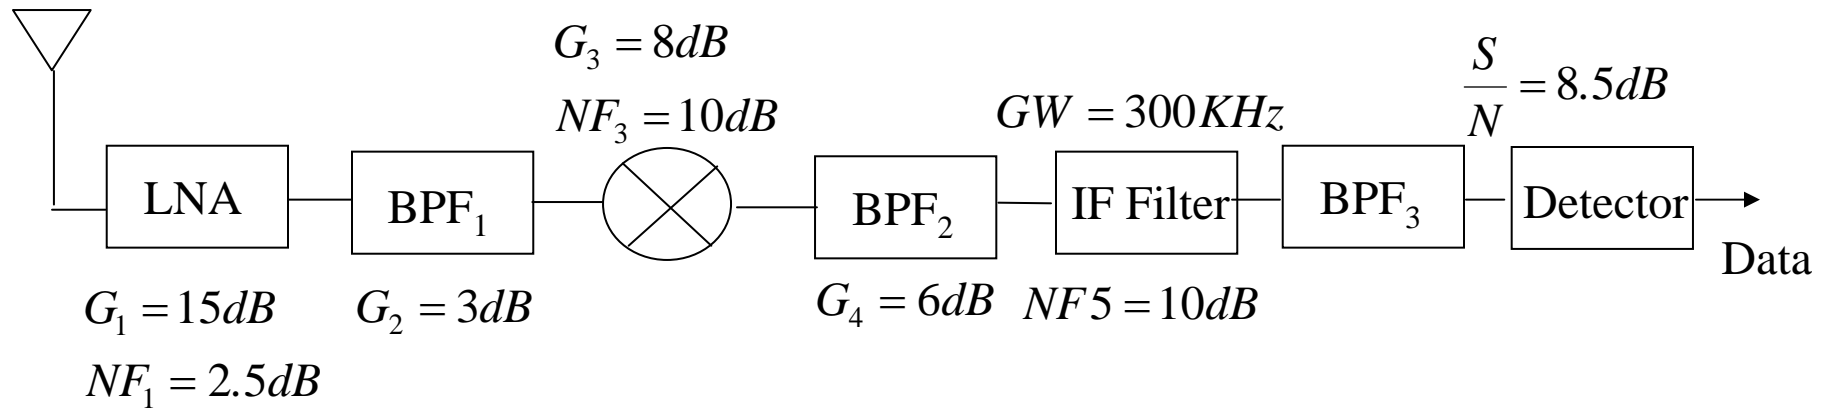 G₃ = 8dB
NF₃ = 10dB
GW = 300KHz
S/N = 8.5dB
LNA
BPF₁
BPF₂
IF Filter
BPF₃
Detector
Data
G₁ = 15dB
NF₁ = 2.5dB
G₂ = 3dB
G₄ = 6dB
NF5 = 10dB